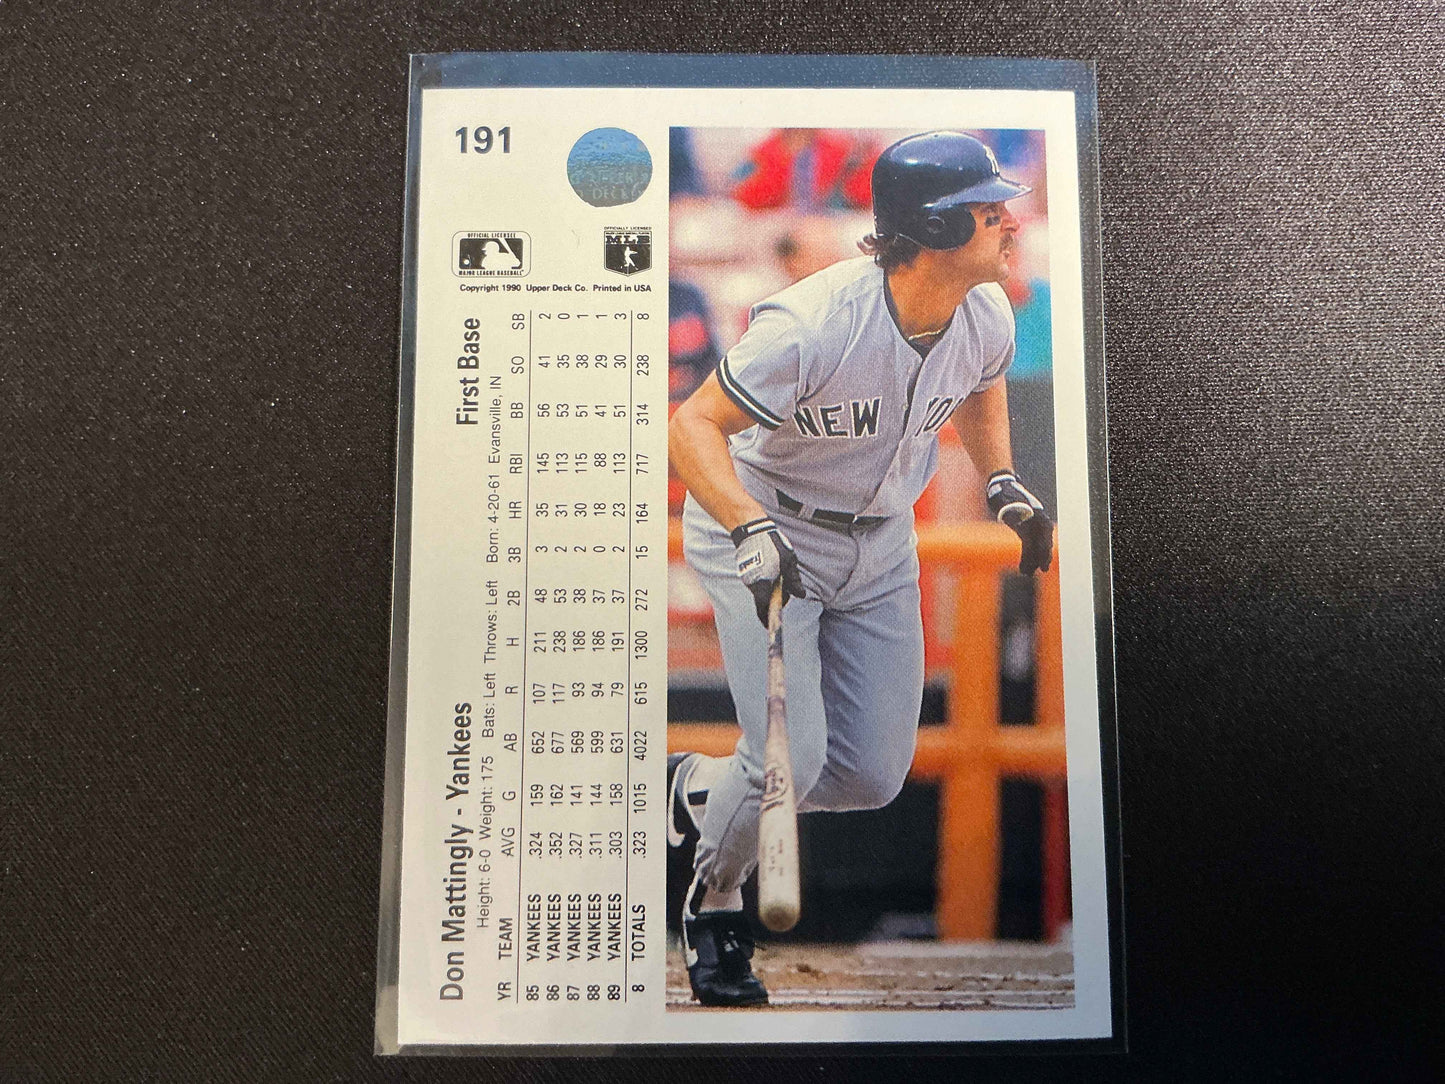 191
UPPER
DECK
OFFICIAL LICENSEE
MAJOR LEAGUE BASEBALL
OFFICIALLY LICENSED
MAJOR LEAGUE BASEBALL PLAYERS
MLB
Copyright 1990 Upper Deck Co. Printed in USA
Don Mattingly - Yankees First Base
Height: 6-0 Weight: 175 Bats: Left Throws: Left Born: 4-20-61 Evansville, IN
YR TEAM AVG G AB R H 2B 3B HR RBI BB SO SB
85 YANKEES .324 159 652 107 211 48 3 35 145 56 41 2
86 YANKEES .352 162 677 117 238 53 2 31 113 53 35 0
87 YANKEES .327 141 569 93 186 38 2 30 115 51 38 1
88 YANKEES .311 144 599 94 186 37 0 18 88 41 29 1
89 YANKEES .303 158 631 79 191 37 2 23 113 51 30 3
8 TOTALS .323 1015 4022 615 1300 272 15 164 717 314 238 8
NEW YO
Franklin